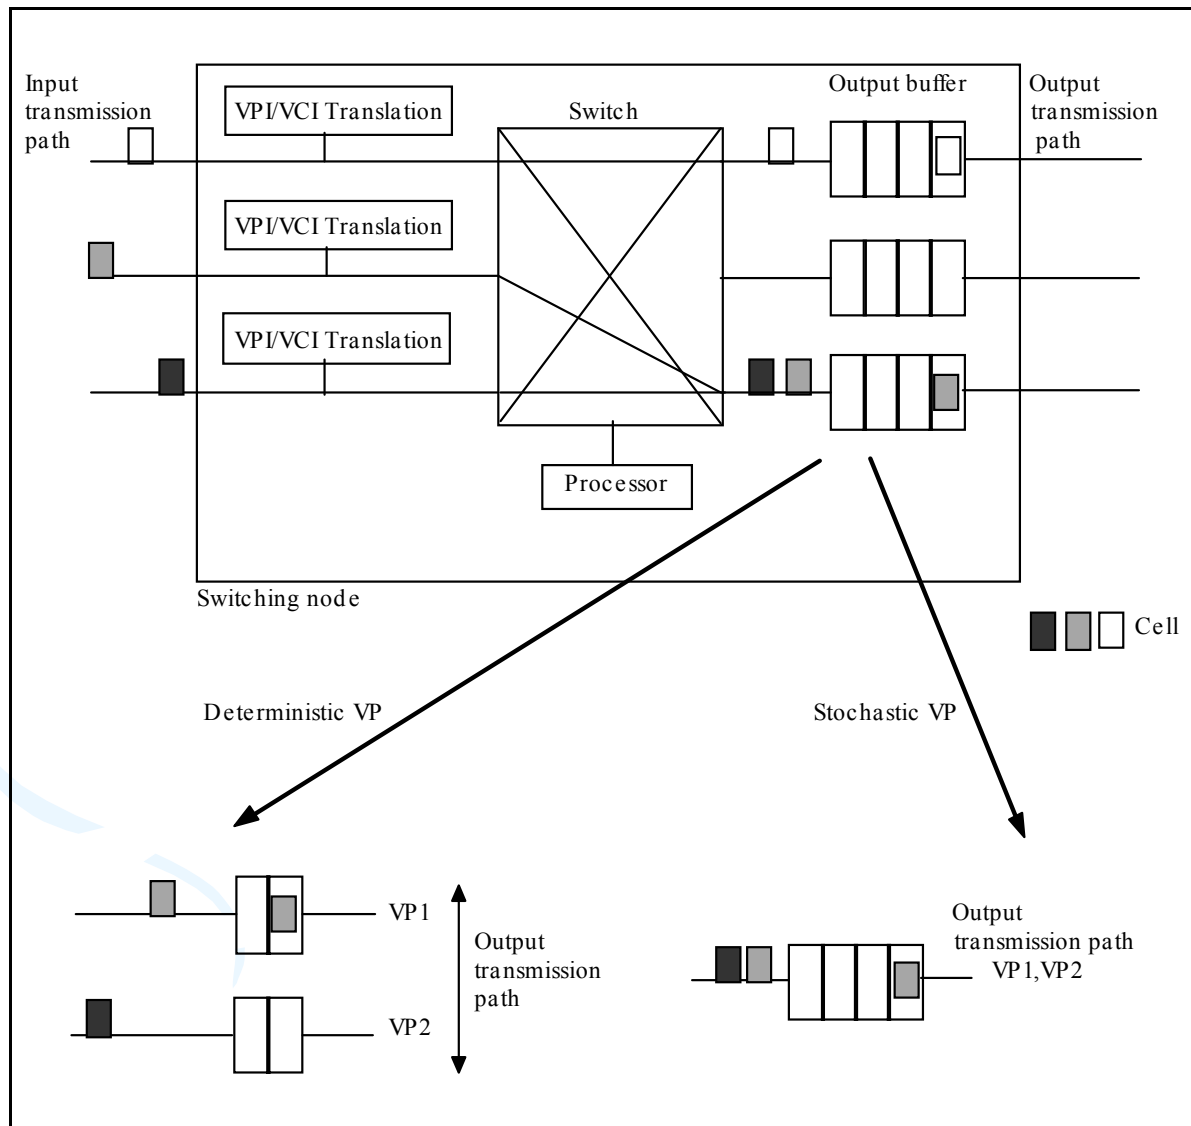 Input
transmission
path
VPI/VCI Translation
Switch
Output buffer
Output
transmission
path
VPI/VCI Translation
VPI/VCI Translation
Processor
Switching node
Cell
Deterministic VP
Stochastic VP
VP1
Output
transmission
path
VP2
Output
transmission path
VP1,VP2